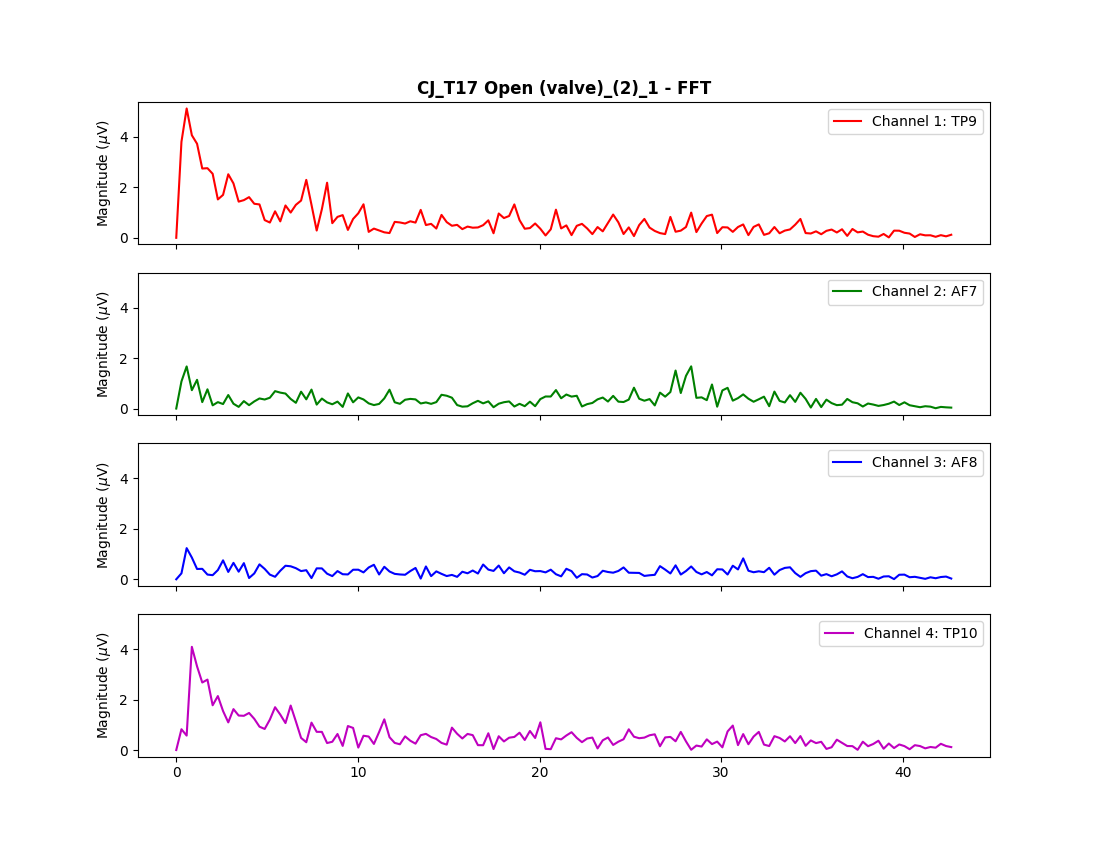 CJ_T17 Open (valve)_(2)_1 - FFT
Magnitude (μV)
4
2
0
Channel 1: TP9
Magnitude (μV)
4
2
0
Channel 2: AF7
Magnitude (μV)
4
2
0
Channel 3: AF8
Magnitude (μV)
4
2
0
Channel 4: TP10
0 10 20 30 40